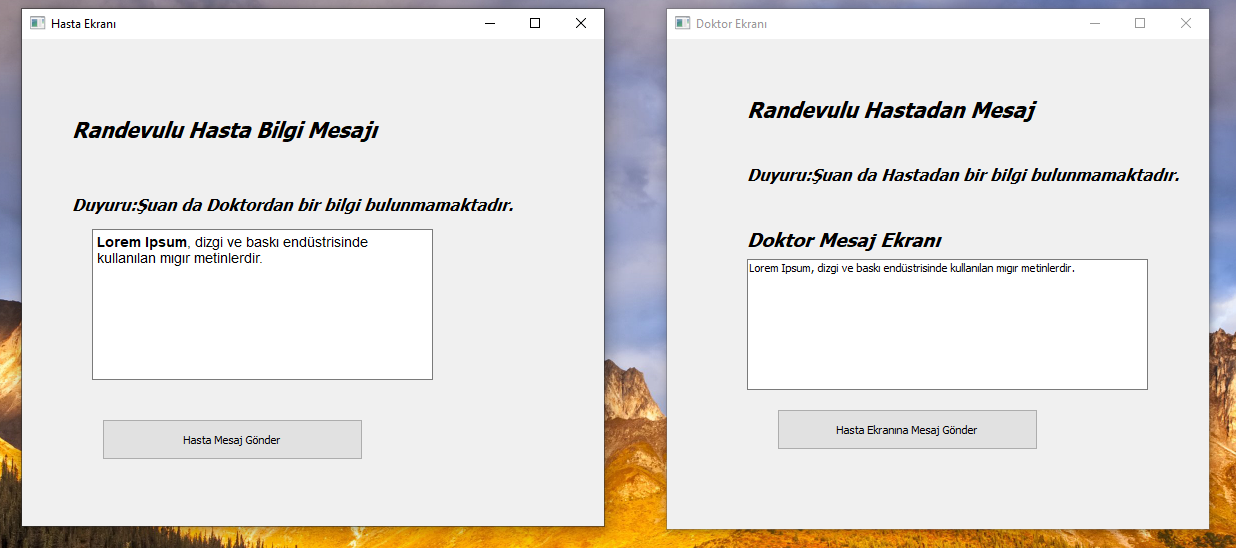 Hasta Ekranı
Randevulu Hasta Bilgi Mesajı
Duyuru:Şuan da Doktordan bir bilgi bulunmamaktadır.
Lorem Ipsum, dizgi ve baskı endüstrisinde
kullanılan mıgır metinlerdir.
Hasta Mesaj Gönder
Doktor Ekranı
Randevulu Hastadan Mesaj
Duyuru:Şuan da Hastadan bir bilgi bulunmamaktadır.
Doktor Mesaj Ekranı
Lorem Ipsum, dizgi ve baskı endüstrisinde kullanılan mıgır metinlerdir.
Hasta Ekranına Mesaj Gönder